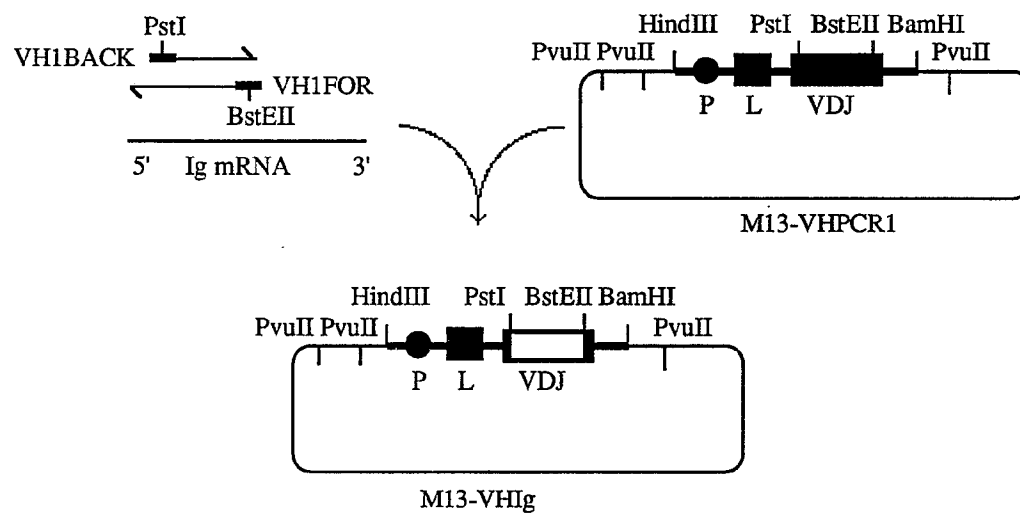 PstI
VH1BACK
VH1FOR
BstEII
5' Ig mRNA 3'
HindIII PstI BstEII BamHI
PvuII PvuII PvuII
P L VDJ
M13-VHPCR1
HindIII PstI BstEII BamHI
PvuII PvuII PvuII
P L VDJ
M13-VHIg